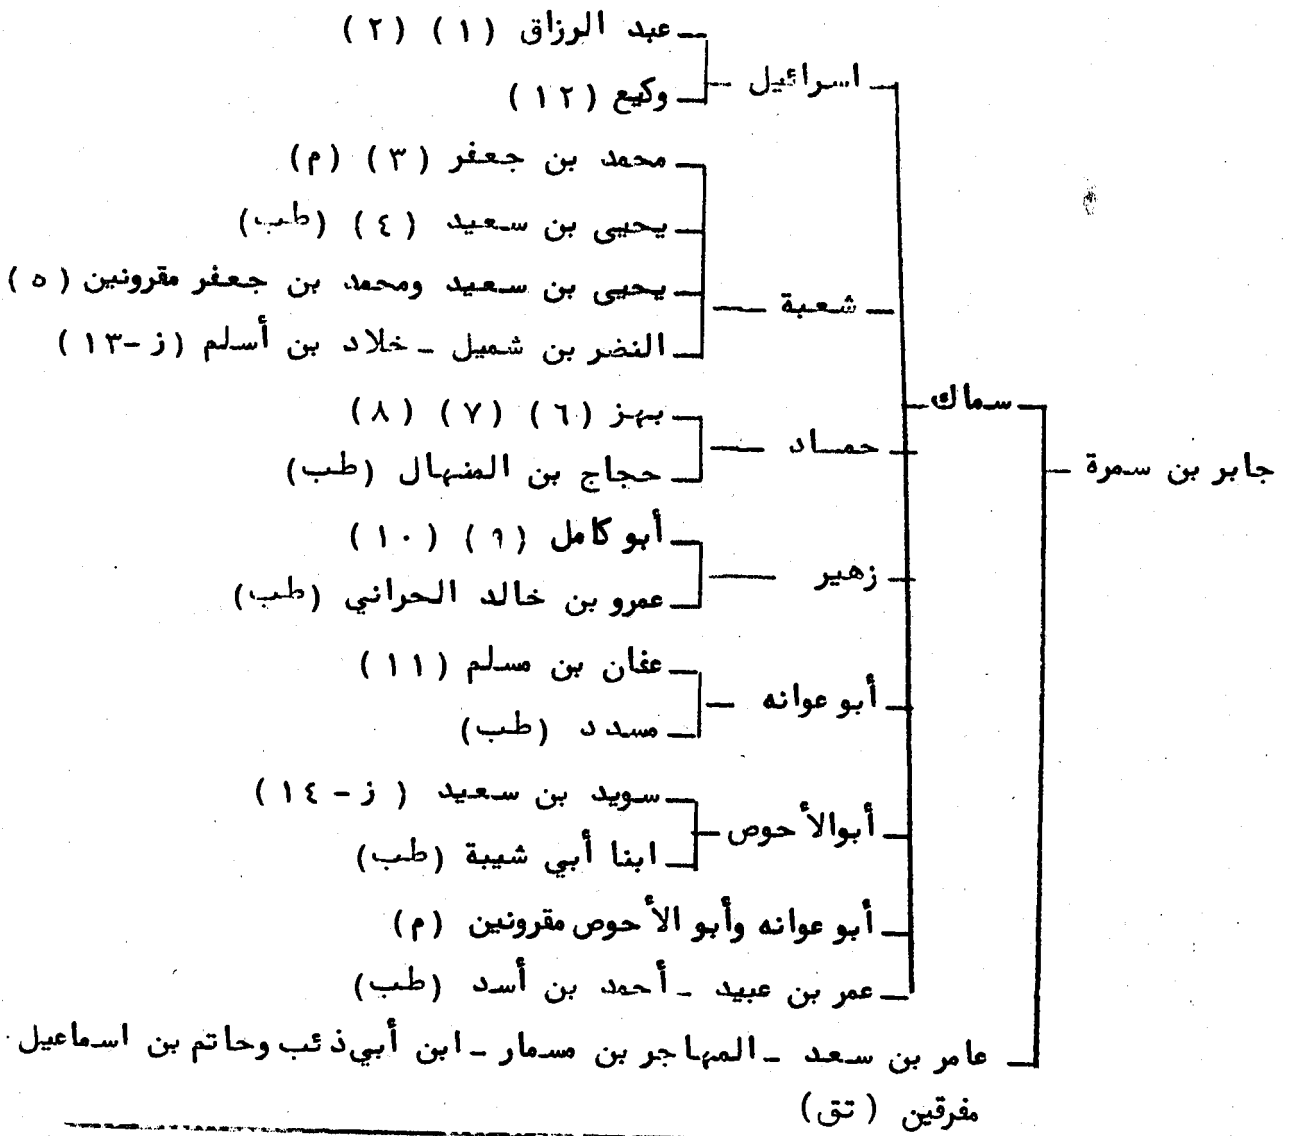 عبد الرزاق (١) (٢)
اسرائيل
وكيع (١٢)
محمد بن جعفر (٣) (م)
يحيى بن سعيد (٤) (طب)
يحيى بن سعيد ومحمد بن جعفر مقرونين (٥)
شعبة
النضر بن شميل - خلاد بن أسلم (ز-١٣)
سماك
بهز (٦) (٧) (٨)
حمساد
جابر بن سمرة
حجاج بن المنهال (طب)
أبو كامل (٩) (١٠)
زهير
عمرو بن خالد الحراني (طب)
عفان بن مسلم (١١)
أبو عوانه
مسدد (طب)
سويد بن سعيد (ز-١٤)
أبوالأحوص
ابنا أبي شيبة (طب)
أبو عوانه وأبو الأحوص مقرونين (م)
عمر بن عبيد - أحمد بن أسد (طب)
عامر بن سعد - المهاجر بن مسمار - ابن أبي ذئب وحاتم بن اسماعيل
مفرقين (تق)